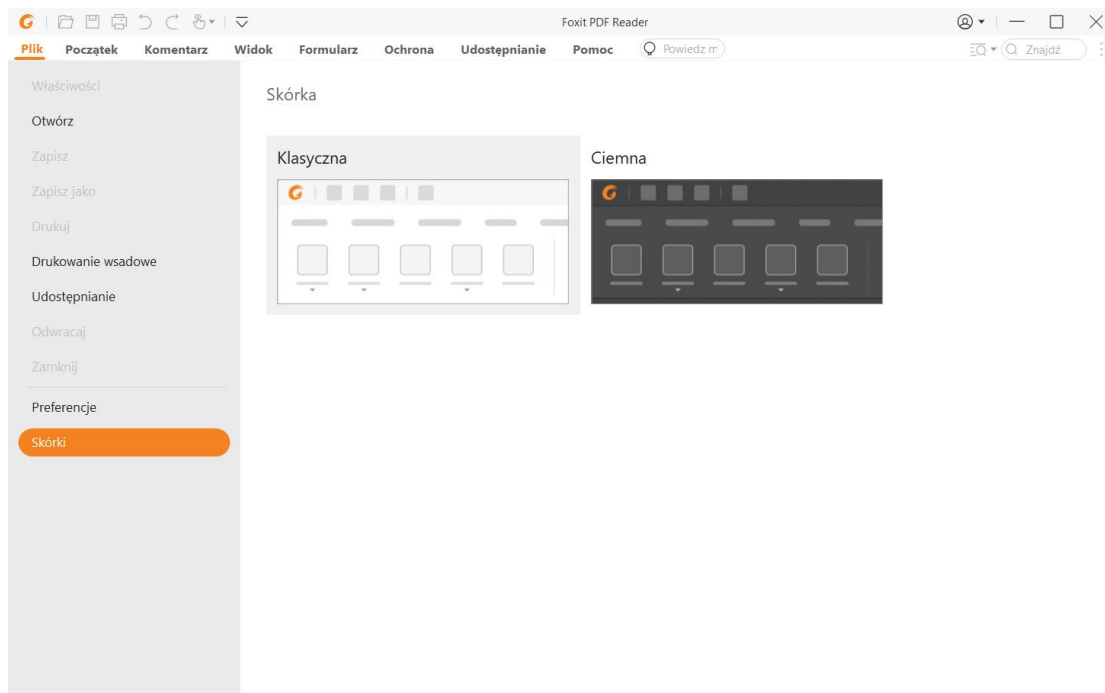 Foxit PDF Reader
Plik Początek Komentarz Widok Formularz Ochrona Udostępnianie Pomoc Powiedz m Znajdź
Właściwości
Otwórz
Zapisz
Zapisz jako
Drukuj
Drukowanie wsadowe
Udostępnianie
Odwracaj
Zamknij
Preferencje
Skórki
Skórka
Klasyczna
Ciemna